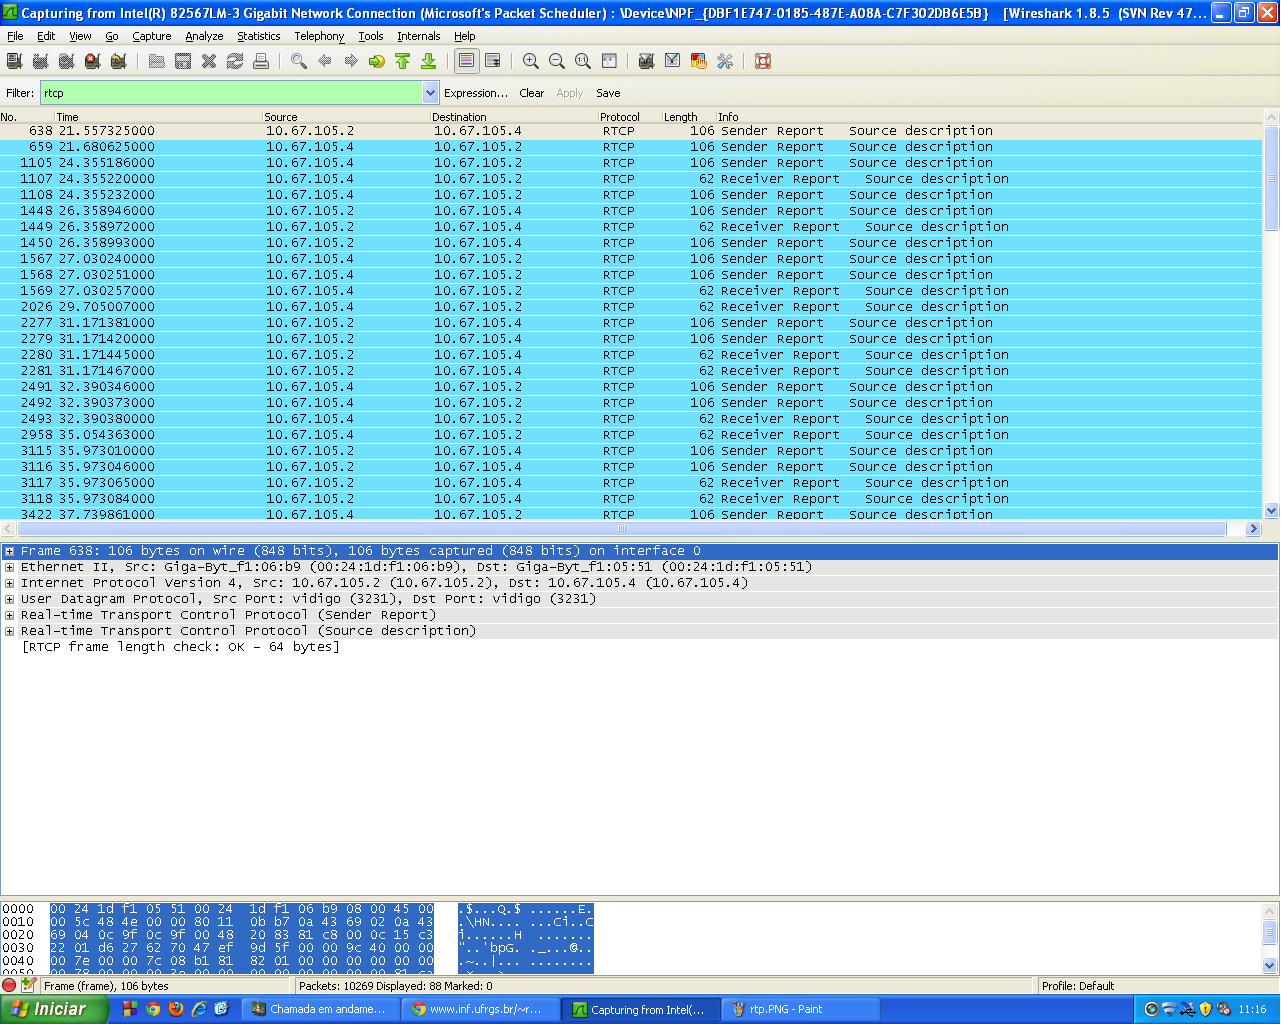 Capturing from Intel(R) 82567LM-3 Gigabit Network Connection (Microsoft's Packet Scheduler) : \Device\NPF_{DBF1E747-0185-487E-A08A-C7F302DB6E5B} [Wireshark 1.8.5 (SVN Rev 47...
File Edit View Go Capture Analyze Statistics Telephony Tools Internals Help
Filter: rtcp Expression... Clear Apply Save
No. Time Source Destination Protocol Length Info
638 21.557325000 10.67.105.2 10.67.105.4 RTCP 106 Sender Report Source description
659 21.680625000 10.67.105.4 10.67.105.2 RTCP 106 Sender Report Source description
1105 24.355186000 10.67.105.4 10.67.105.2 RTCP 106 Sender Report Source description
1107 24.355220000 10.67.105.2 10.67.105.4 RTCP 62 Receiver Report Source description
1108 24.355232000 10.67.105.4 10.67.105.2 RTCP 106 Sender Report Source description
1448 26.358946000 10.67.105.2 10.67.105.4 RTCP 106 Sender Report Source description
1449 26.358972000 10.67.105.2 10.67.105.4 RTCP 62 Receiver Report Source description
1450 26.358993000 10.67.105.2 10.67.105.4 RTCP 106 Sender Report Source description
1567 27.030240000 10.67.105.4 10.67.105.2 RTCP 106 Sender Report Source description
1568 27.030251000 10.67.105.4 10.67.105.2 RTCP 106 Sender Report Source description
1569 27.030257000 10.67.105.4 10.67.105.2 RTCP 62 Receiver Report Source description
2026 29.705007000 10.67.105.4 10.67.105.2 RTCP 62 Receiver Report Source description
2277 31.171381000 10.67.105.2 10.67.105.4 RTCP 106 Sender Report Source description
2279 31.171420000 10.67.105.2 10.67.105.4 RTCP 106 Sender Report Source description
2280 31.171445000 10.67.105.2 10.67.105.4 RTCP 62 Receiver Report Source description
2281 31.171467000 10.67.105.2 10.67.105.4 RTCP 62 Receiver Report Source description
2491 32.390346000 10.67.105.4 10.67.105.2 RTCP 106 Sender Report Source description
2492 32.390373000 10.67.105.4 10.67.105.2 RTCP 106 Sender Report Source description
2493 32.390380000 10.67.105.4 10.67.105.2 RTCP 62 Receiver Report Source description
2958 35.054363000 10.67.105.4 10.67.105.2 RTCP 62 Receiver Report Source description
3115 35.973010000 10.67.105.2 10.67.105.4 RTCP 106 Sender Report Source description
3116 35.973046000 10.67.105.2 10.67.105.4 RTCP 106 Sender Report Source description
3117 35.973065000 10.67.105.2 10.67.105.4 RTCP 62 Receiver Report Source description
3118 35.973084000 10.67.105.2 10.67.105.4 RTCP 62 Receiver Report Source description
3422 37.739861000 10.67.105.4 10.67.105.2 RTCP 106 Sender Report Source description
Frame 638: 106 bytes on wire (848 bits), 106 bytes captured (848 bits) on interface 0
Ethernet II, Src: Giga-Byt_f1:06:b9 (00:24:1d:f1:06:b9), Dst: Giga-Byt_f1:05:51 (00:24:1d:f1:05:51)
Internet Protocol Version 4, Src: 10.67.105.2 (10.67.105.2), Dst: 10.67.105.4 (10.67.105.4)
User Datagram Protocol, Src Port: vidigo (3231), Dst Port: vidigo (3231)
Real-time Transport Control Protocol (Sender Report)
Real-time Transport Control Protocol (Source description)
[RTCP frame length check: OK - 64 bytes]
0000 00 24 1d f1 05 51 00 24 1d f1 06 b9 08 00 45 00 .$...Q.$ ......E.
0010 00 5c 48 4e 00 00 80 11 0b b7 0a 43 69 02 0a 43 .\HN.... ...Ci..C
0020 69 04 0c 9f 0c 9f 00 48 20 83 81 c8 00 0c 15 c3 i......H .......
0030 22 01 d6 27 62 70 47 ef 9d 5f 00 00 9c 40 00 00 "..'bpG. ._...@..
0040 00 7e 00 00 7c 08 b1 81 82 01 00 00 00 00 00 00 .~..|... ........
Frame (frame), 106 bytes Packets: 10269 Displayed: 88 Marked: 0 Profile: Default
Iniciar Chamada em andame... www.inf.ufrgs.br/~r... Capturing from Intel(... rtp.PNG - Paint 11:16